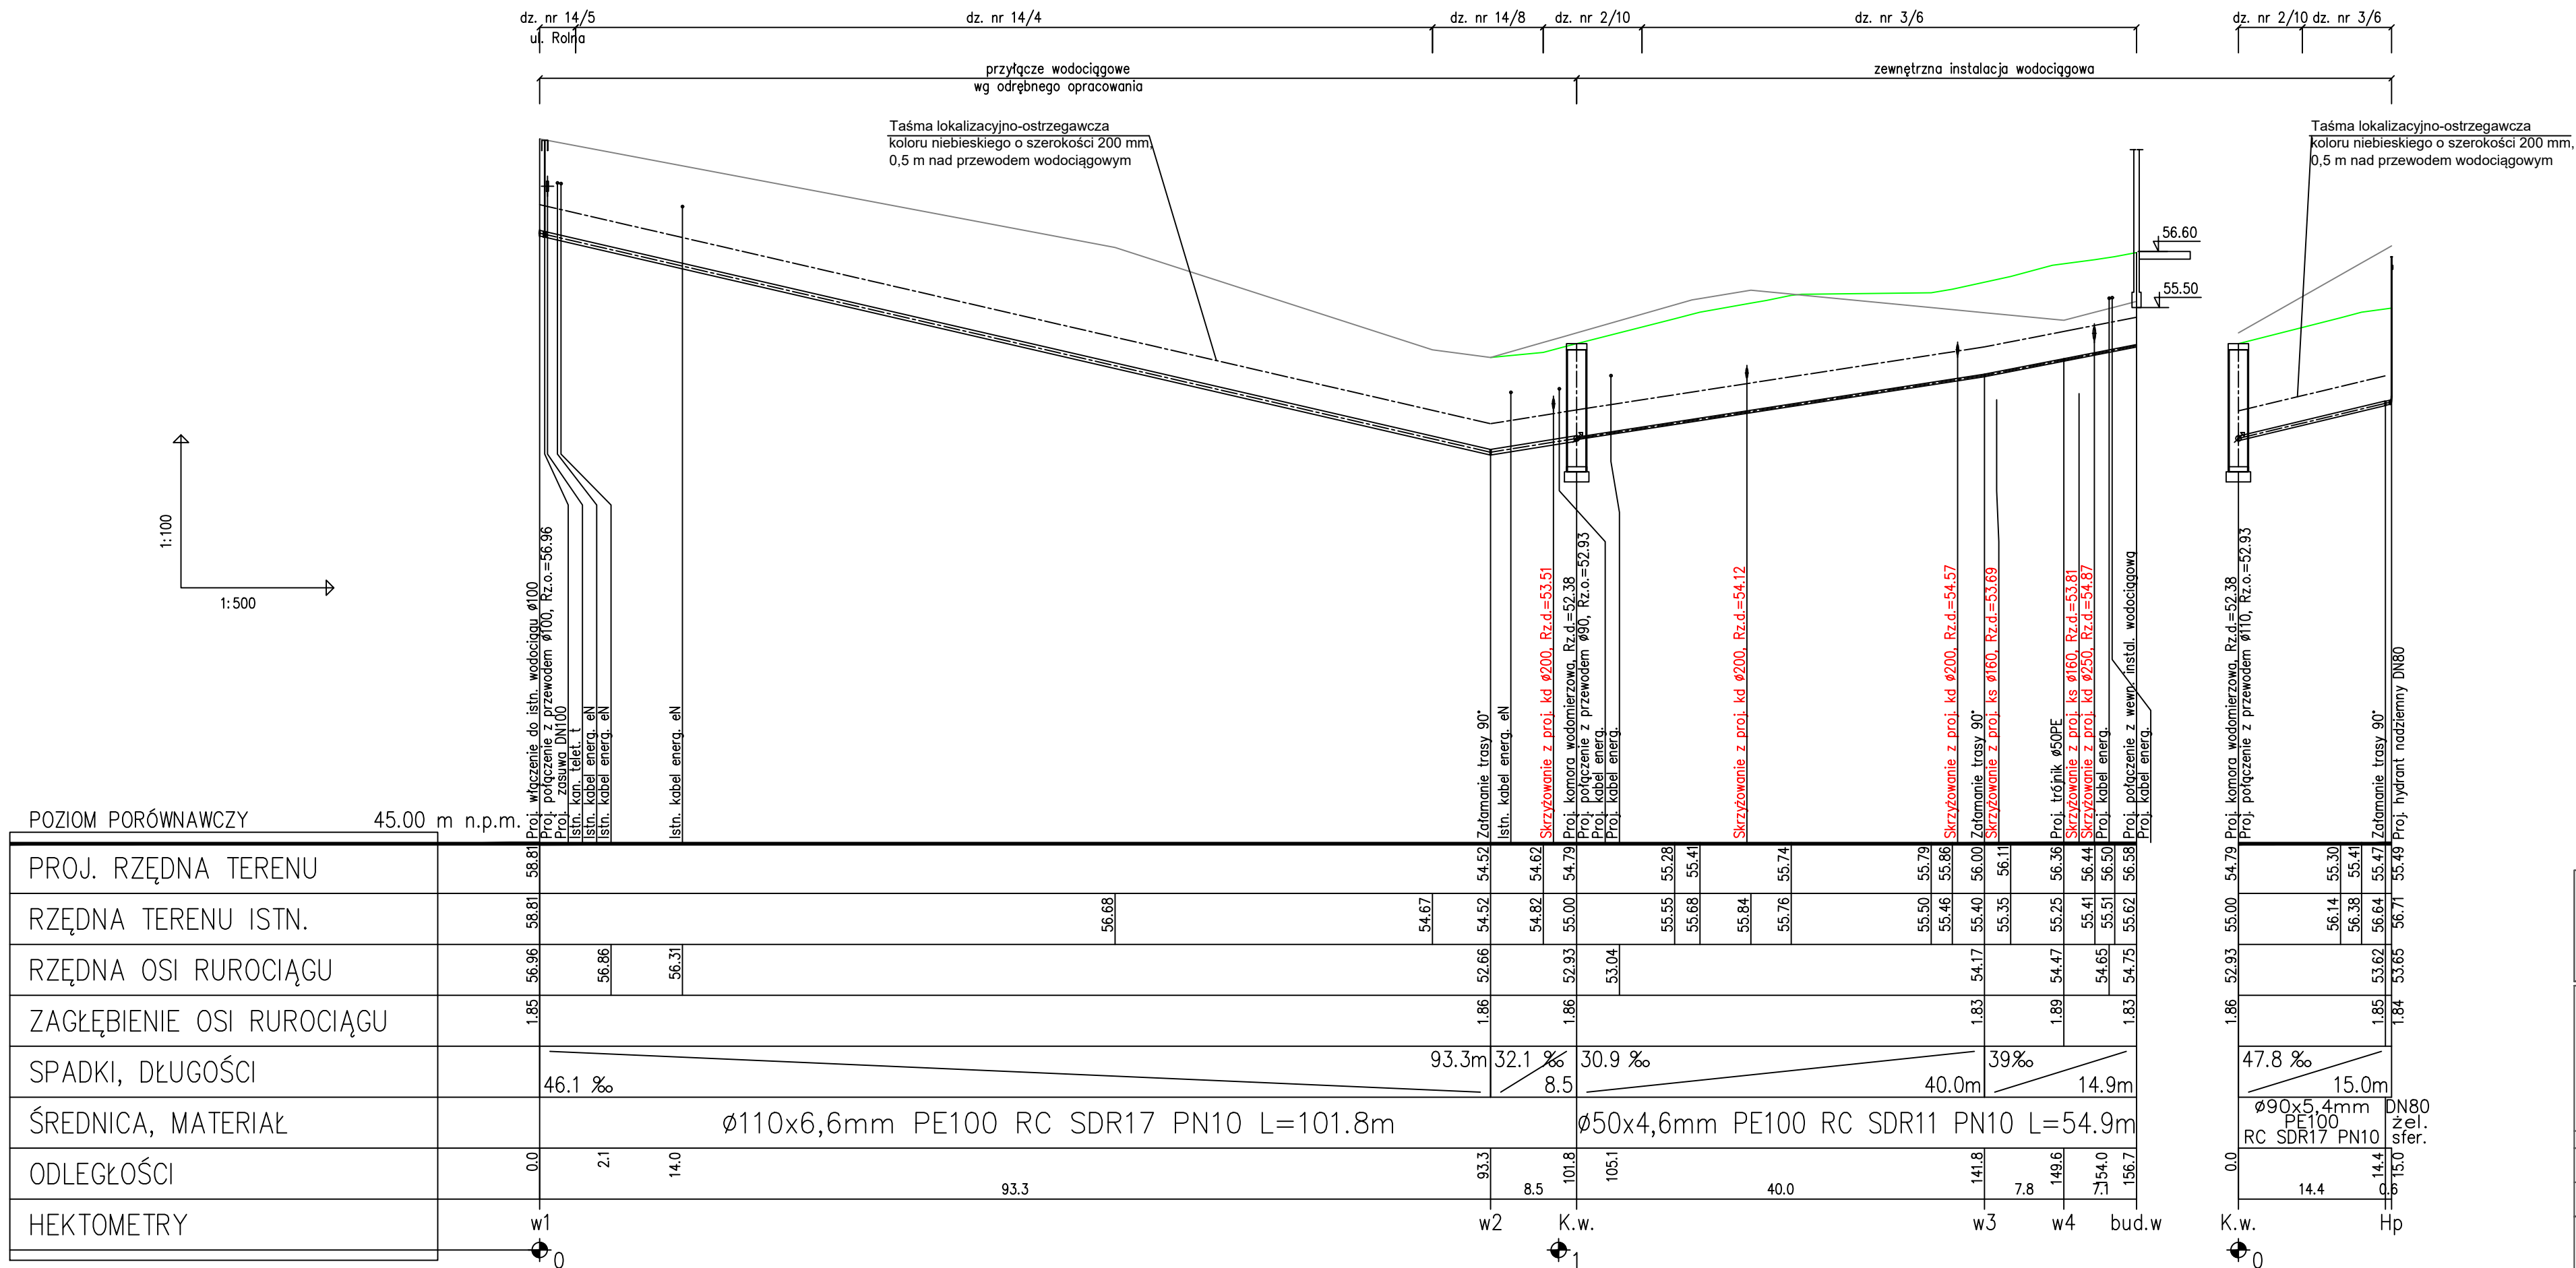 dz. nr 14/5
dz. nr 14/4
dz. nr 14/8
dz. nr 2/10
dz. nr 3/6
dz. nr 2/10
dz. nr 3/6
ul. Rolna
przyłącze wodociągowe
wg odrębnego opracowania
zewnętrzna instalacja wodociągowa
Taśma lokalizacyjno-ostrzegawcza
koloru niebieskiego o szerokości 200 mm,
0,5 m nad przewodem wodociągowym
Taśma lokalizacyjno-ostrzegawcza
koloru niebieskiego o szerokości 200 mm,
0,5 m nad przewodem wodociągowym
56.60
55.50
1:100
1:500
Proj. włączenie do istn. wodociągu ø100
Proj. połączenie z przewodem ø100, Rz.o.=56.96
Proj. zasuwa DN100
Istn. kan. telet. t
Istn. kabel energ. eN
Istn. kabel energ. eN
Istn. kabel energ. eN
Załamanie trasy 90°
Istn. kabel energ. eN
Skrzyżowanie z proj. kd ø200, Rz.d.=53.51
Proj. komora wodomierzowa, Rz.d.=52.38
Proj. połączenie z przewodem ø90, Rz.o.=52.93
Proj. kabel energ.
Proj. kabel energ.
Skrzyżowanie z proj. kd ø200, Rz.d.=54.12
Skrzyżowanie z proj. kd ø200, Rz.d.=54.57
Załamanie trasy 90°
Skrzyżowanie z proj. ks ø160, Rz.d.=53.69
Proj. trójnik ø50PE
Skrzyżowanie z proj. ks ø160, Rz.d.=53.81
Skrzyżowanie z proj. kd ø250, Rz.d.=54.87
Proj. kabel energ.
Proj. połączenie z wewn. instal. wodociągową
Proj. kabel energ.
Proj. komora wodomierzowa, Rz.d.=52.38
Proj. połączenie z przewodem ø110, Rz.o.=52.93
Załamanie trasy 90°
Proj. hydrant nadziemny DN80
POZIOM PORÓWNAWCZY 45.00 m n.p.m.
PROJ. RZĘDNA TERENU 58.81 54.52 54.62 54.79 55.28 55.41 55.74 55.79 55.86 56.00 56.11 56.36 56.44 56.50 56.58 54.79 55.30 55.41 55.47 55.49
RZĘDNA TERENU ISTN. 58.81 56.68 54.67 54.52 54.82 55.00 55.55 55.68 55.84 55.76 55.50 55.46 55.40 55.35 55.25 55.41 55.51 55.62 55.00 56.14 56.38 56.64 56.71
RZĘDNA OSI RUROCIĄGU 56.96 56.86 56.31 52.66 52.93 53.04 54.17 54.47 54.65 54.75 52.93 53.62 53.65
ZAGŁĘBIENIE OSI RUROCIĄGU 1.85 1.86 1.86 1.83 1.89 1.83 1.86 1.85 1.84
SPADKI, DŁUGOŚCI 46.1 ‰ 93.3m 32.1 ‰ 8.5 30.9 ‰ 40.0m 39‰ 14.9m 47.8 ‰ 15.0m
ŚREDNICA, MATERIAŁ ø110x6,6mm PE100 RC SDR17 PN10 L=101.8m ø50x4,6mm PE100 RC SDR11 PN10 L=54.9m
ø90x5,4mm
PE100
RC SDR17 PN10
DN80
żel.
sfer.
ODLEGŁOŚCI 0.0 2.1 14.0 93.3 101.8 105.1 141.8 149.6 154.0 156.7 0.0 14.4 15.0
93.3 8.5 40.0 7.8 7.1 14.4 0.6
HEKTOMETRY w1 w2 K.w. w3 w4 bud.w K.w. Hp
0 1 0